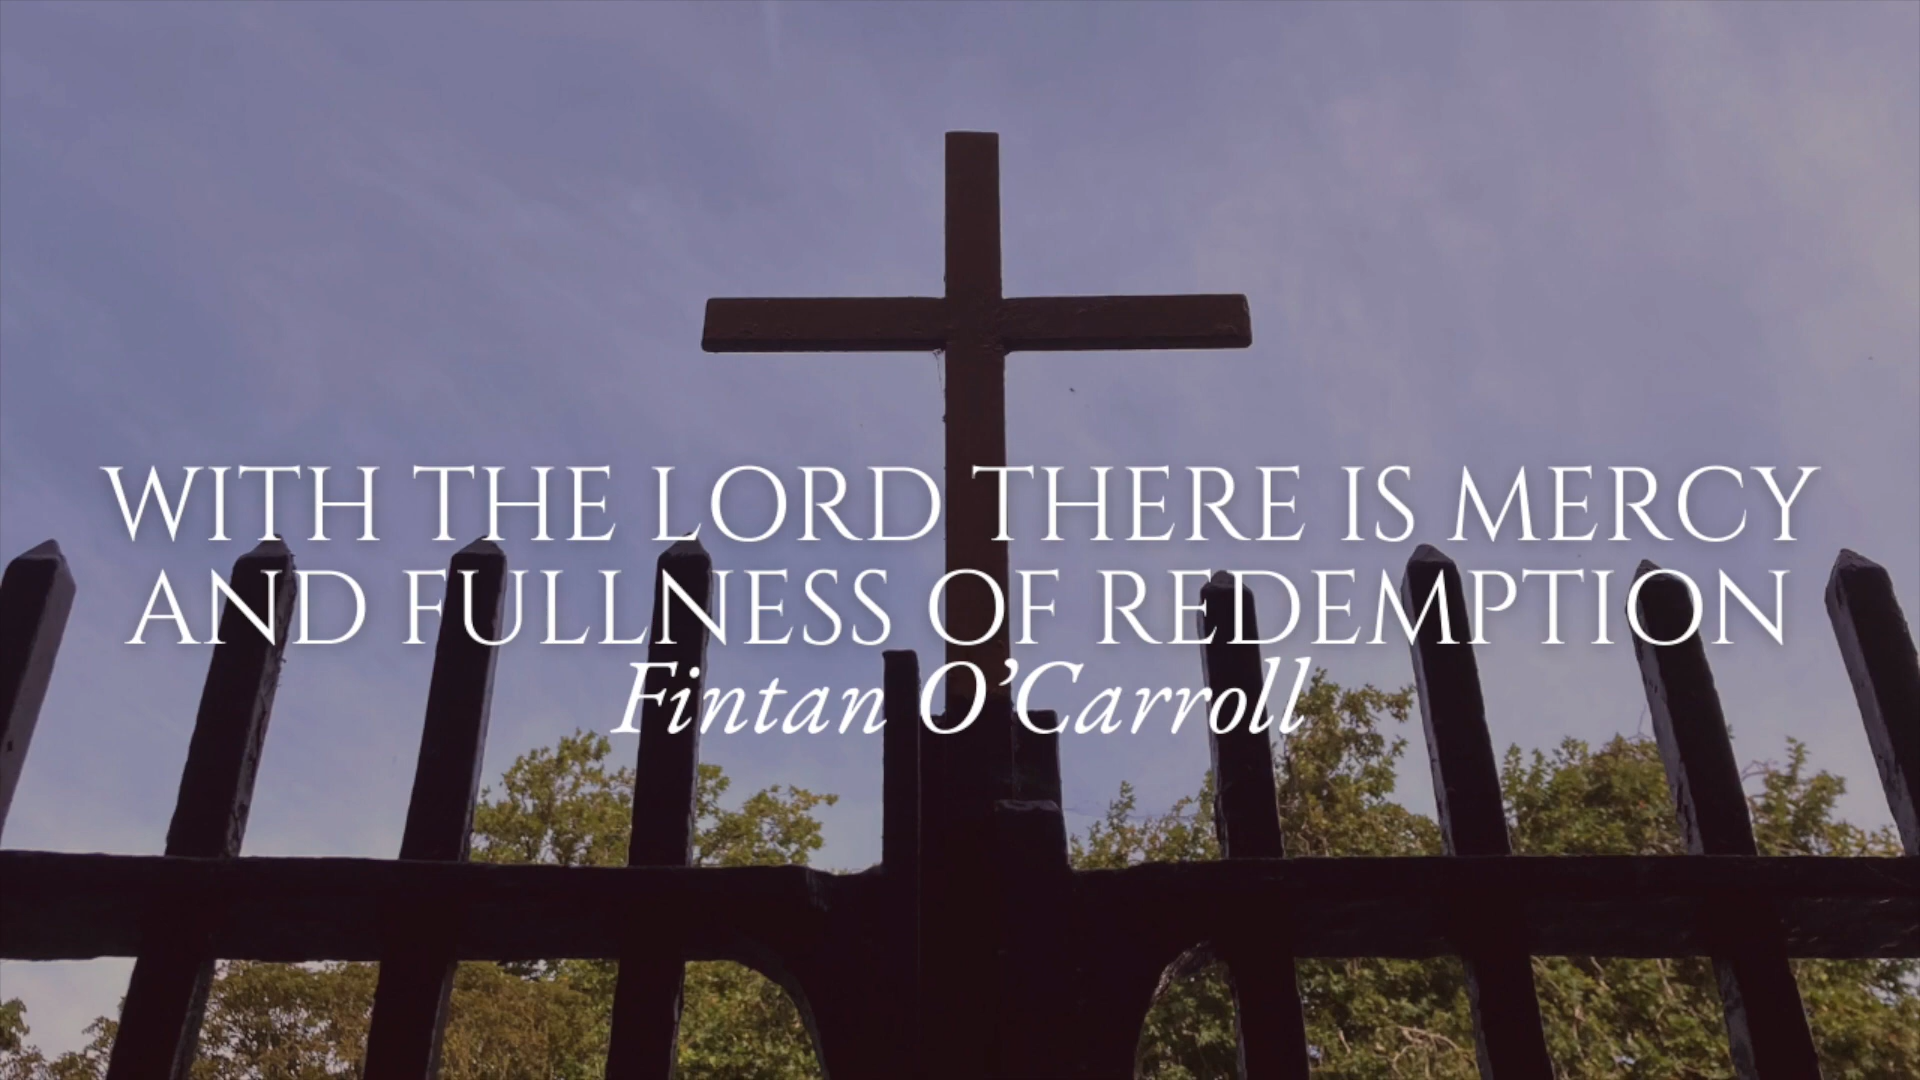 WITH THE LORD THERE IS MERCY
AND FULLNESS OF REDEMPTION
Fintan O’Carroll